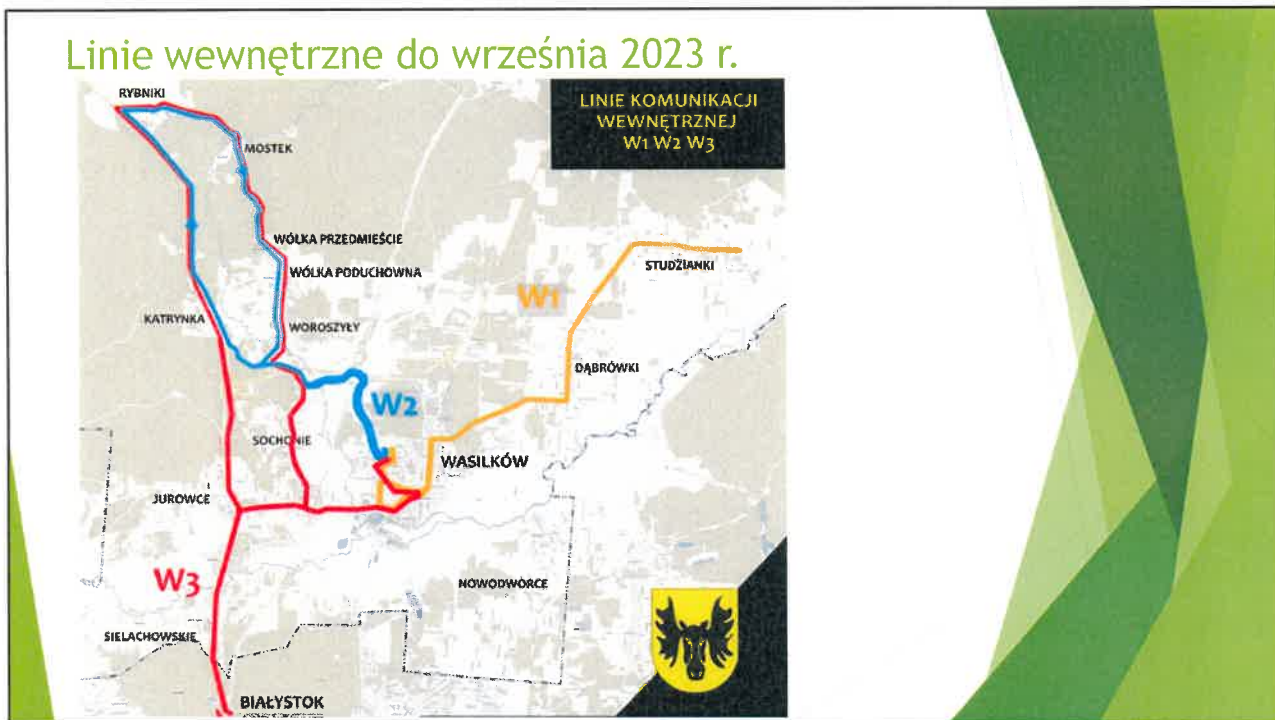 Linie wewnętrzne do września 2023 r.
LINIE KOMUNIKACJI
WEWNĘTRZNEJ
W1 W2 W3
RYBNIKI
MOSTEK
WÓLKA PRZEDMIEŚCIE
WÓLKA PODUCHOWNA
STUDZIANKI
W1
KATRYNKA
WOROSZYŁY
DĄBRÓWKI
W2
SOCHONIE
WASILKÓW
JUROWCE
W3
NOWODWORCE
SIELACHOWSKIE
BIAŁYSTOK